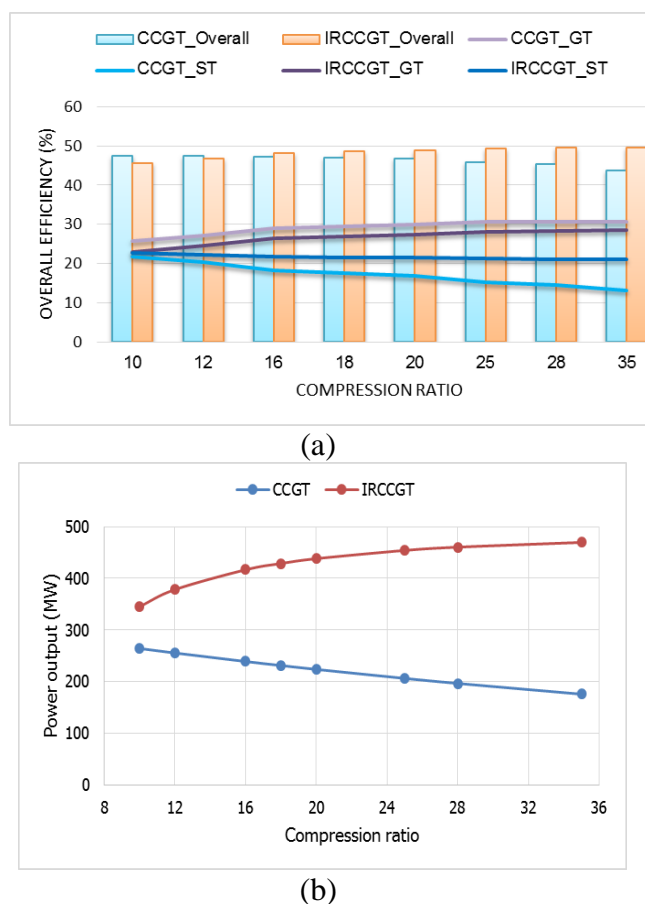 CCGT_Overall IRCCGT_Overall CCGT_GT
CCGT_ST IRCCGT_GT IRCCGT_ST
OVERALL EFFICIENCY (%)
60
50
40
30
20
10
0
10 12 16 18 20 25 28 35
COMPRESSION RATIO
(a)
CCGT IRCCGT
Power output (MW)
500
400
300
200
100
0
8 12 16 20 24 28 32 36
Compression ratio
(b)